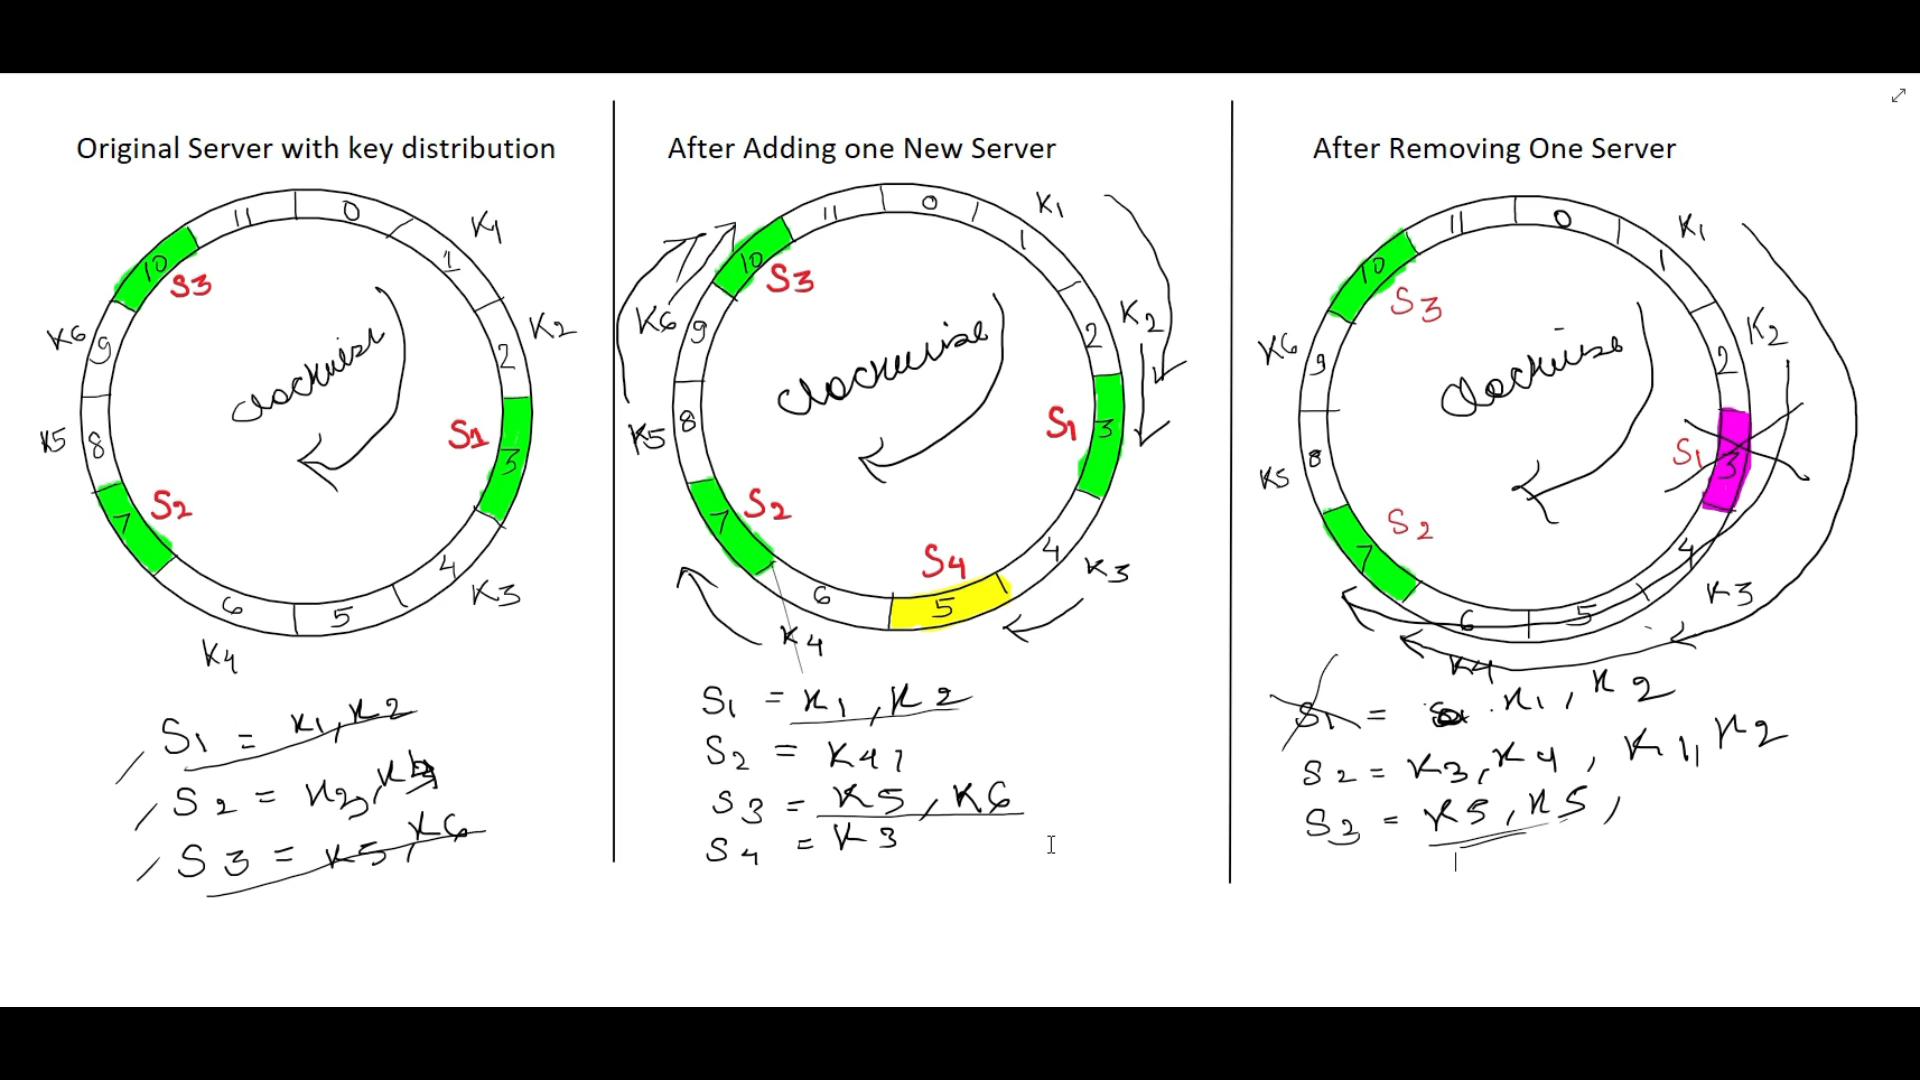 Original Server with key distribution
11 0 K1
10 1
S3
K6 9 clockwise 2 K2
K5 8 S1 3
7 S2
6 5 4 K3
K4
S1 = K1, K2
S2 = K3, K4
S3 = K5, K6
After Adding one New Server
11 0 K1
10 1
S3
K6 9 clockwise 2 K2
K5 8 S1 3
7 S2 S4
6 5 4 K3
K4
S1 = K1, K2
S2 = K4,
S3 = K5, K6
S4 = K3
After Removing One Server
11 0 K1
10 1
S3
K6 9 clockwise 2 K2
K5 8 S1 3
7 S2
6 5 4 K3
K4
S1 = K1, K2
S2 = K3, K4, K1, K2
S3 = K5, K5,